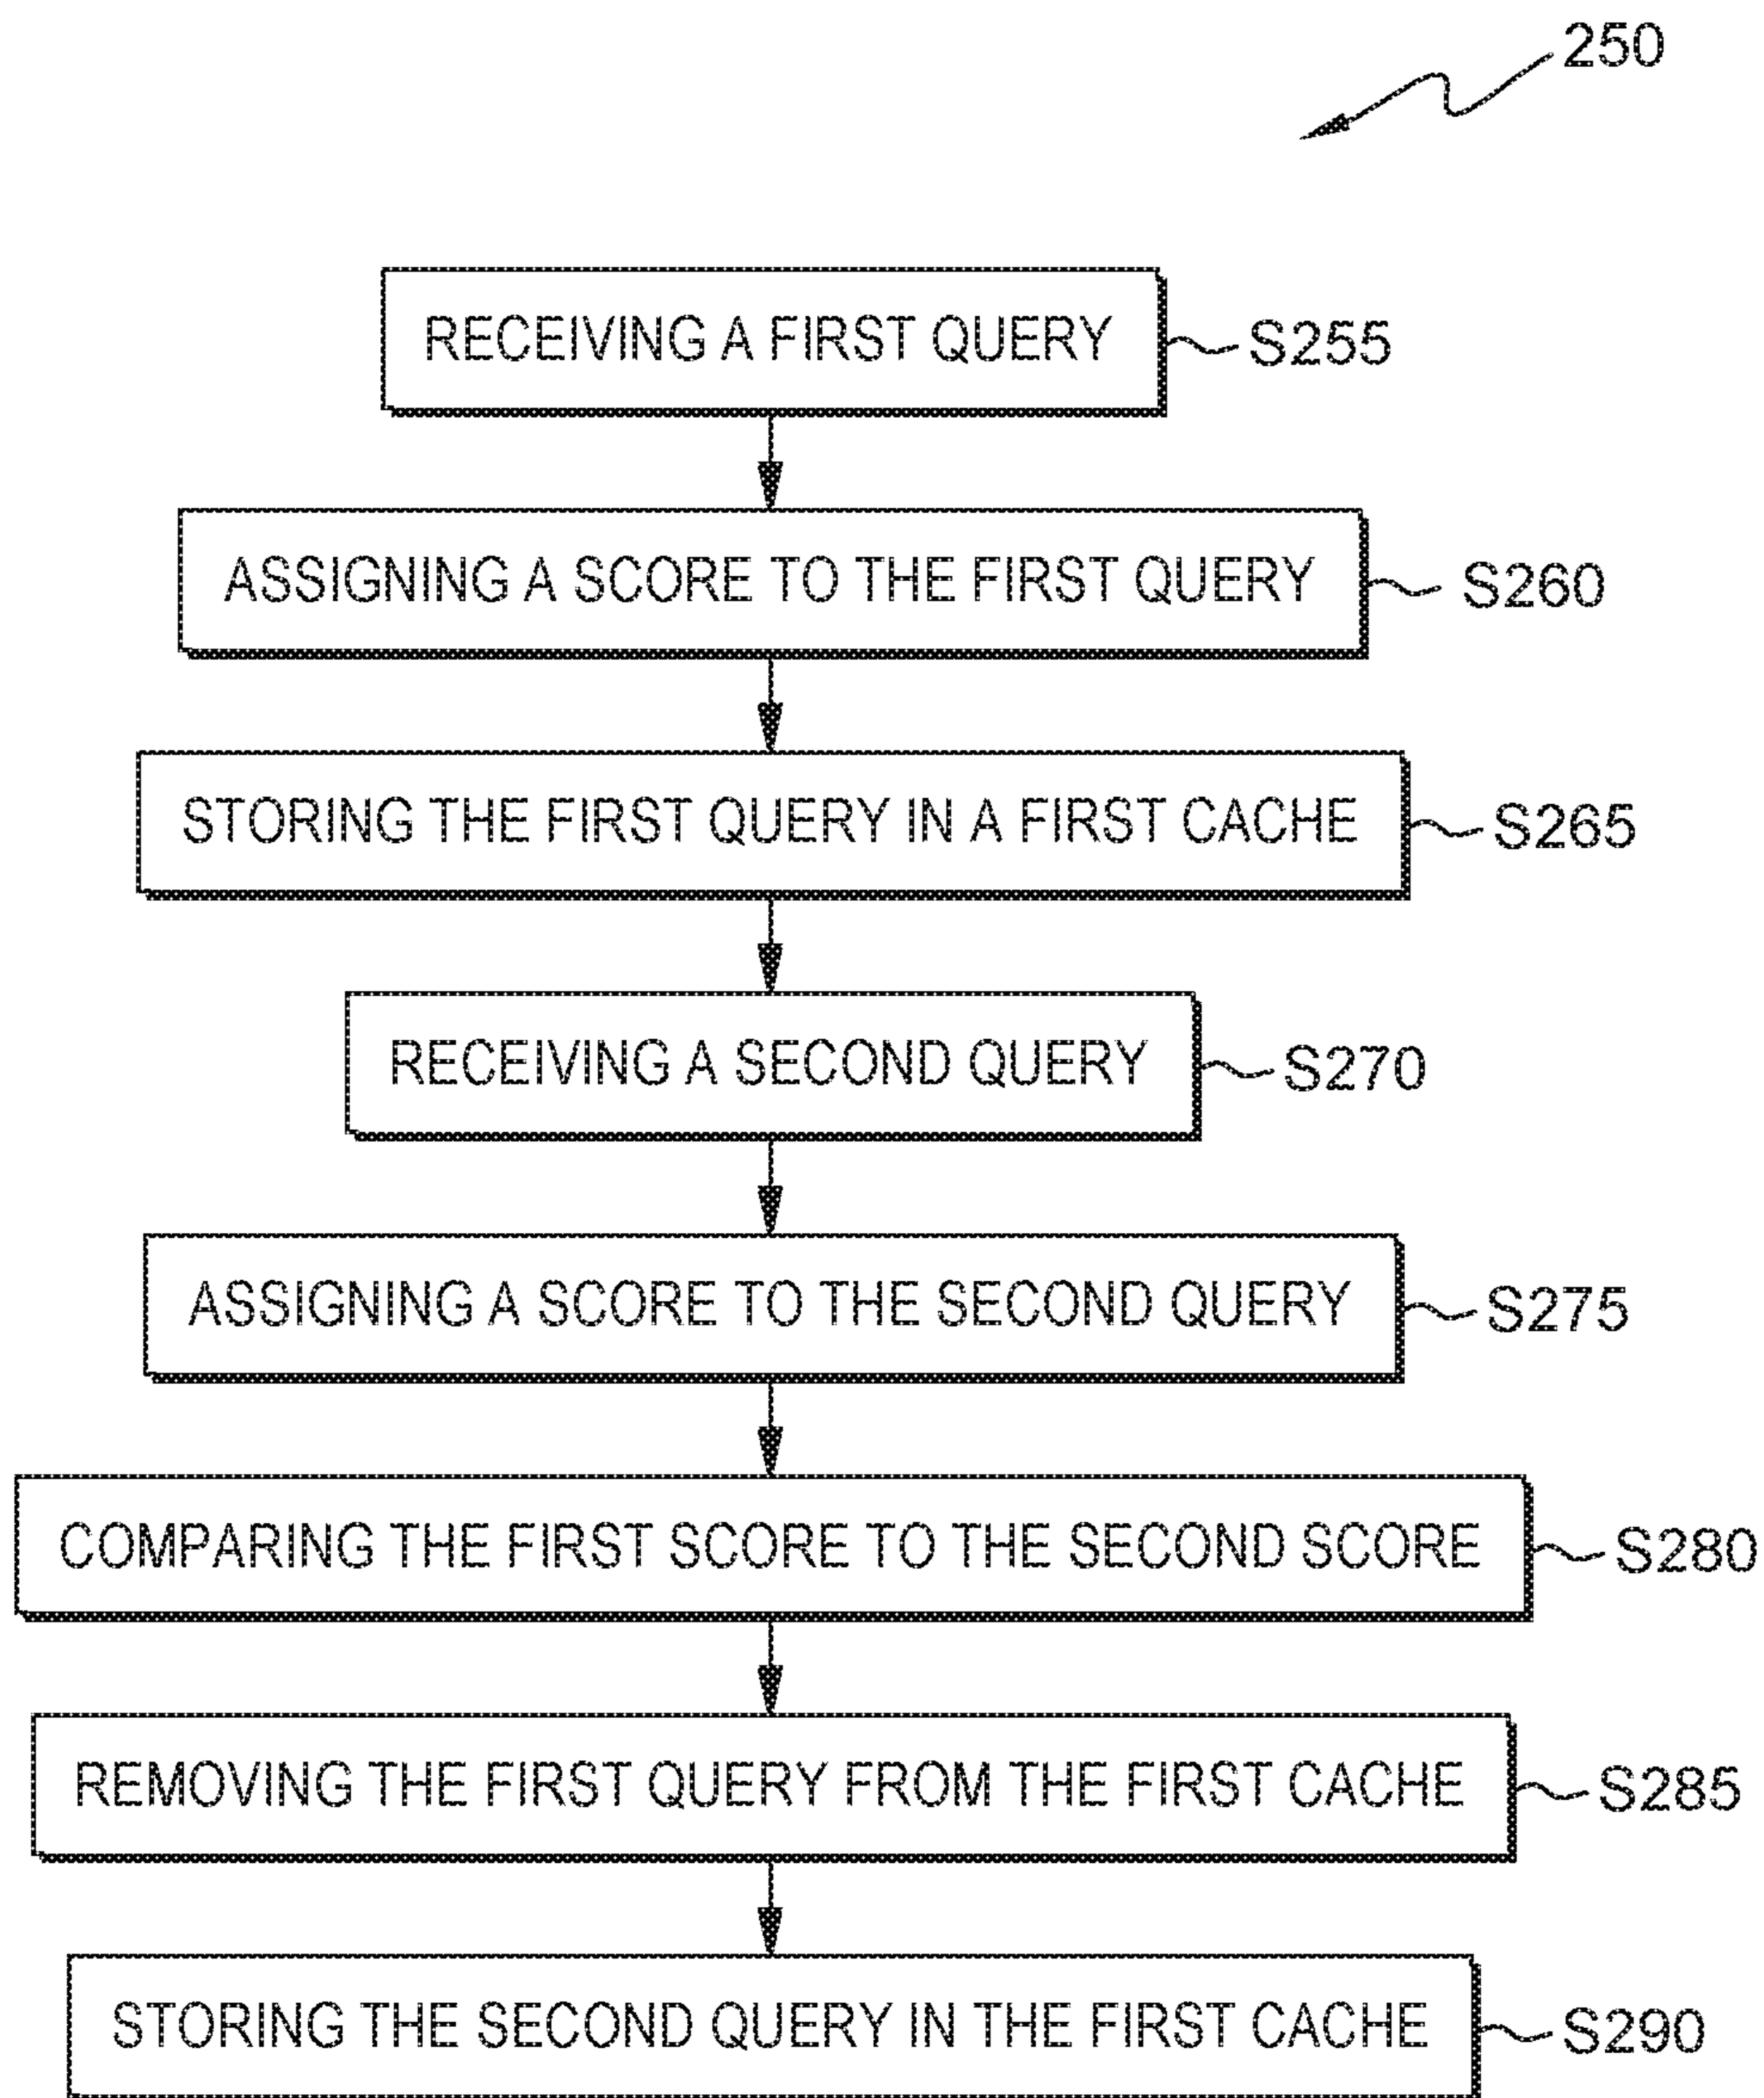 250
RECEIVING A FIRST QUERY S255
ASSIGNING A SCORE TO THE FIRST QUERY S260
STORING THE FIRST QUERY IN A FIRST CACHE S265
RECEIVING A SECOND QUERY S270
ASSIGNING A SCORE TO THE SECOND QUERY S275
COMPARING THE FIRST SCORE TO THE SECOND SCORE S280
REMOVING THE FIRST QUERY FROM THE FIRST CACHE S285
STORING THE SECOND QUERY IN THE FIRST CACHE S290